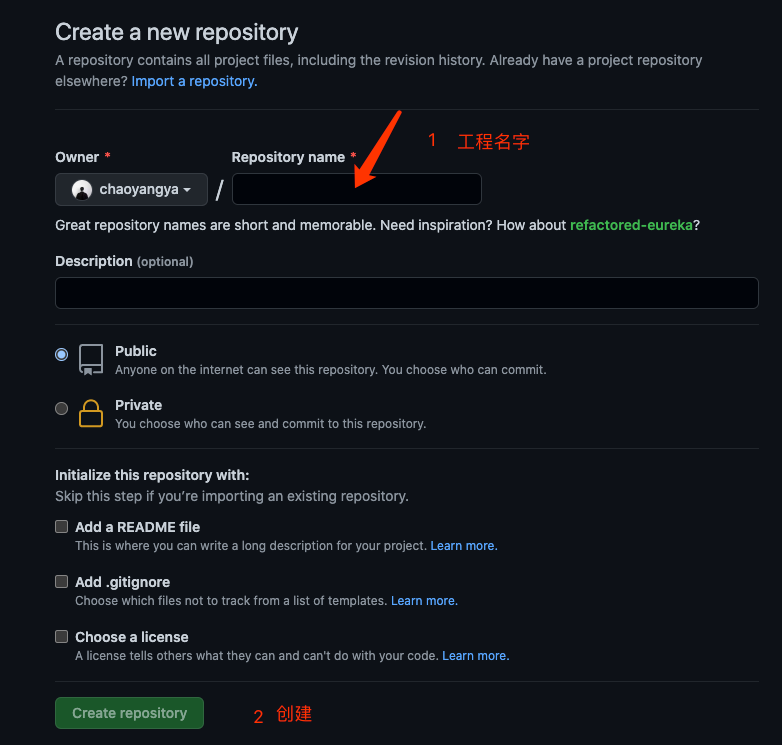 Create a new repository
A repository contains all project files, including the revision history. Already have a project repository
elsewhere? Import a repository.
1 工程名字
Owner * Repository name *
chaoyangya /
Great repository names are short and memorable. Need inspiration? How about refactored-eureka?
Description (optional)
Public
Anyone on the internet can see this repository. You choose who can commit.
Private
You choose who can see and commit to this repository.
Initialize this repository with:
Skip this step if you’re importing an existing repository.
Add a README file
This is where you can write a long description for your project. Learn more.
Add .gitignore
Choose which files not to track from a list of templates. Learn more.
Choose a license
A license tells others what they can and can't do with your code. Learn more.
Create repository 2 创建